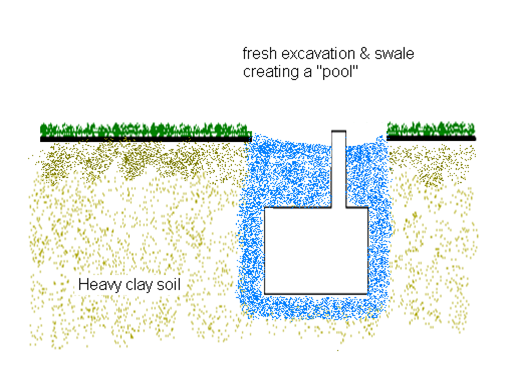 fresh excavation & swale
creating a "pool"
Heavy clay soil